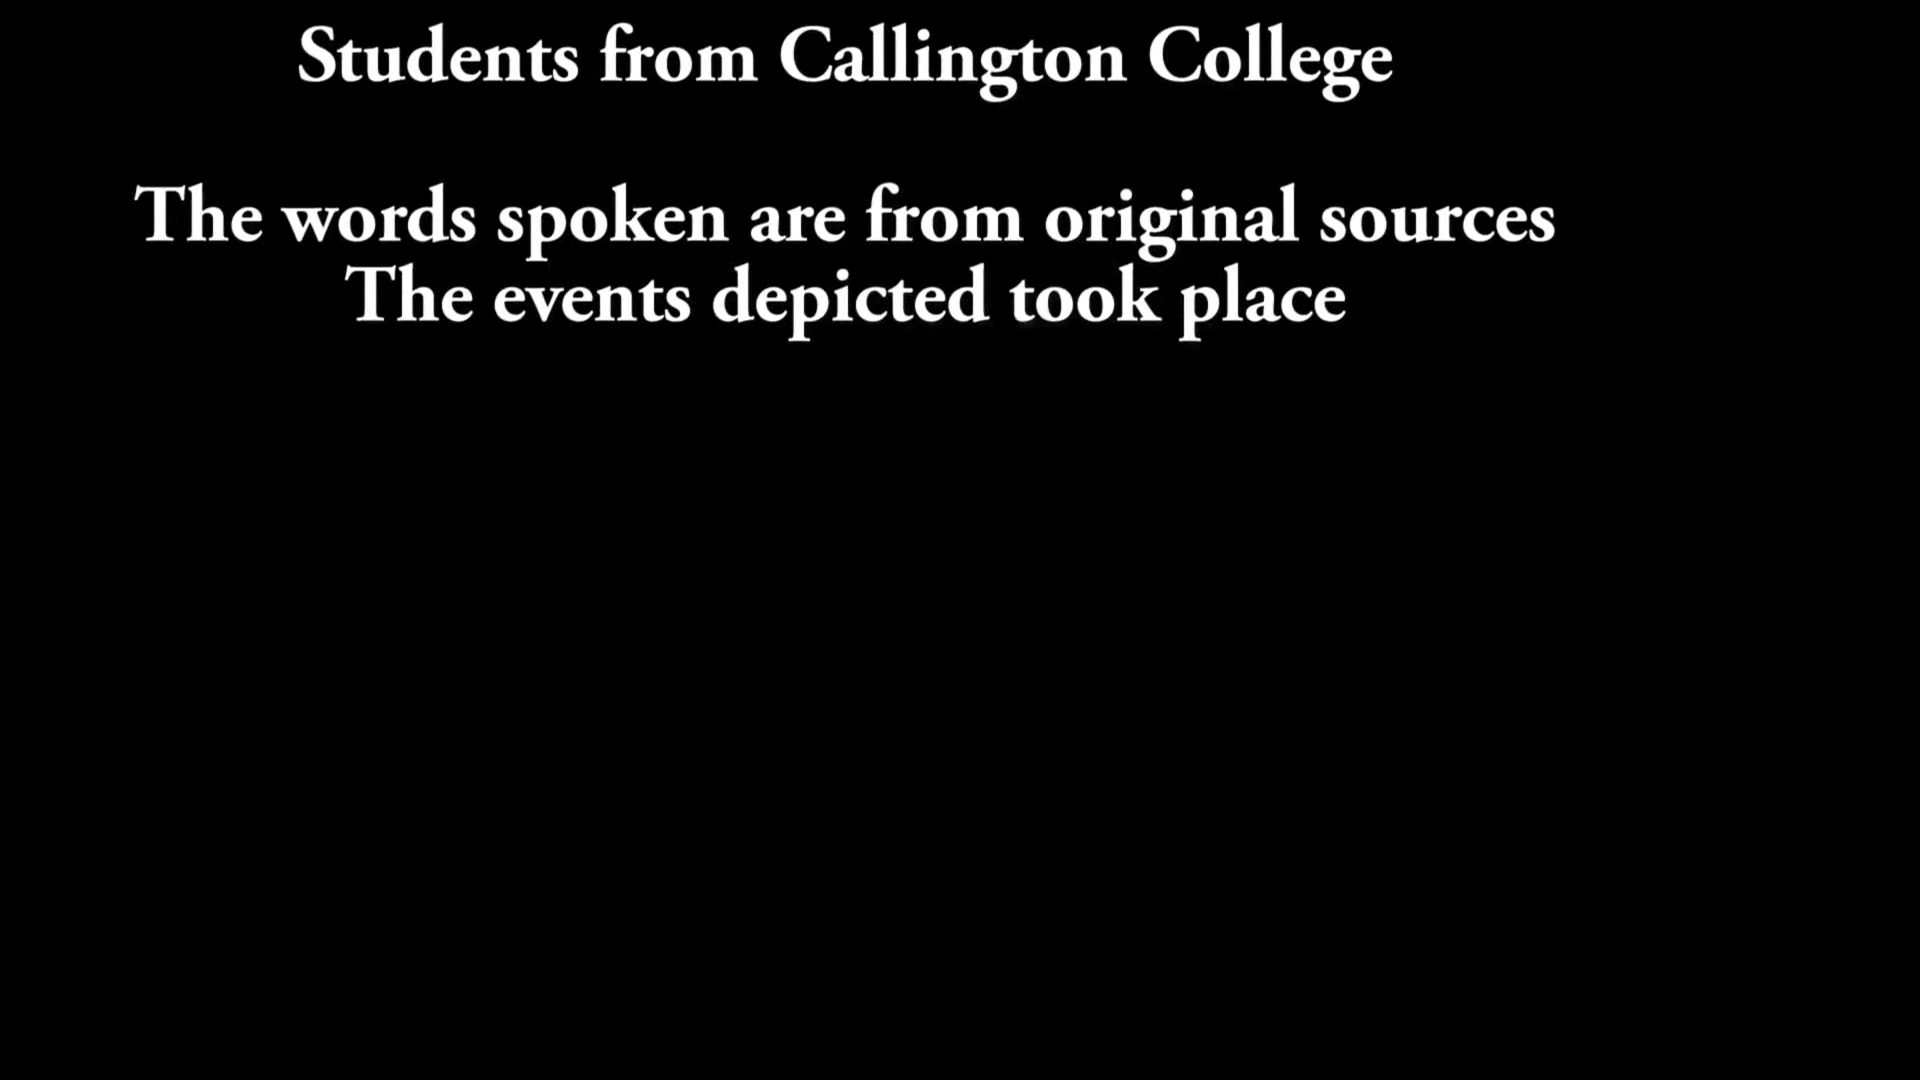 Students from Callington College
The words spoken are from original sources
The events depicted took place